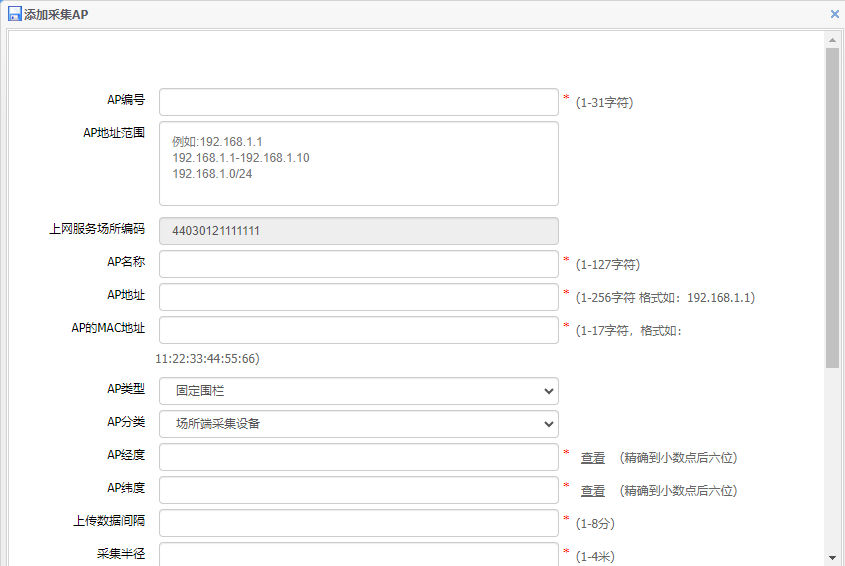 添加采集AP
AP编号 * (1-31字符)
AP地址范围
例如:192.168.1.1
192.168.1.1-192.168.1.10
192.168.1.0/24
上网服务场所编码 44030121111111
AP名称 * (1-127字符)
AP地址 * (1-256字符 格式如：192.168.1.1)
AP的MAC地址 * (1-17字符，格式如：
11:22:33:44:55:66)
AP类型 固定围栏
AP分类 场所端采集设备
AP经度 * 查看 (精确到小数点后六位)
AP纬度 * 查看 (精确到小数点后六位)
上传数据间隔 * (1-8分)
采集半径 * (1-4米)